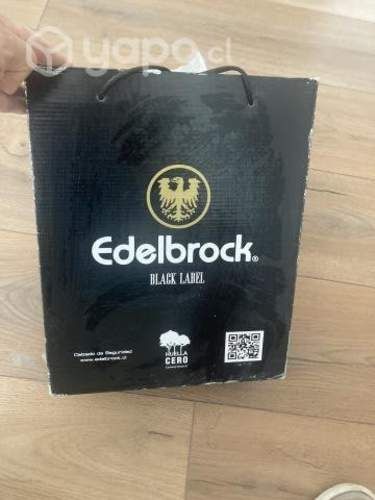 yapo.cl
Edelbrock®
BLACK LABEL
Calzado de Seguridad
www.edelbrock.cl
HUELLA
CERO